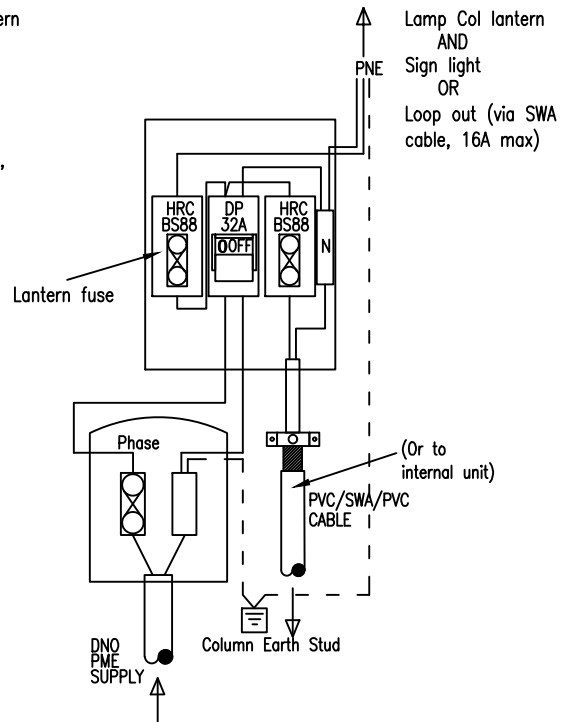 ern
Lamp Col lantern
AND
PNE
Sign light
OR
Loop out (via SWA
cable, 16A max)
,
HRC
BS88
DP
32A
HRC
BS88
0OFF
N
Lantern fuse
Phase
(Or to
internal unit)
PVC/SWA/PVC
CABLE
Column Earth Stud
DNO
PME
SUPPLY